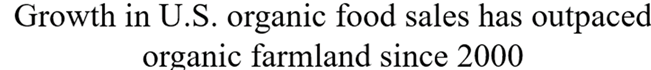 Growth in U.S. organic food sales has outpaced
organic farmland since 2000